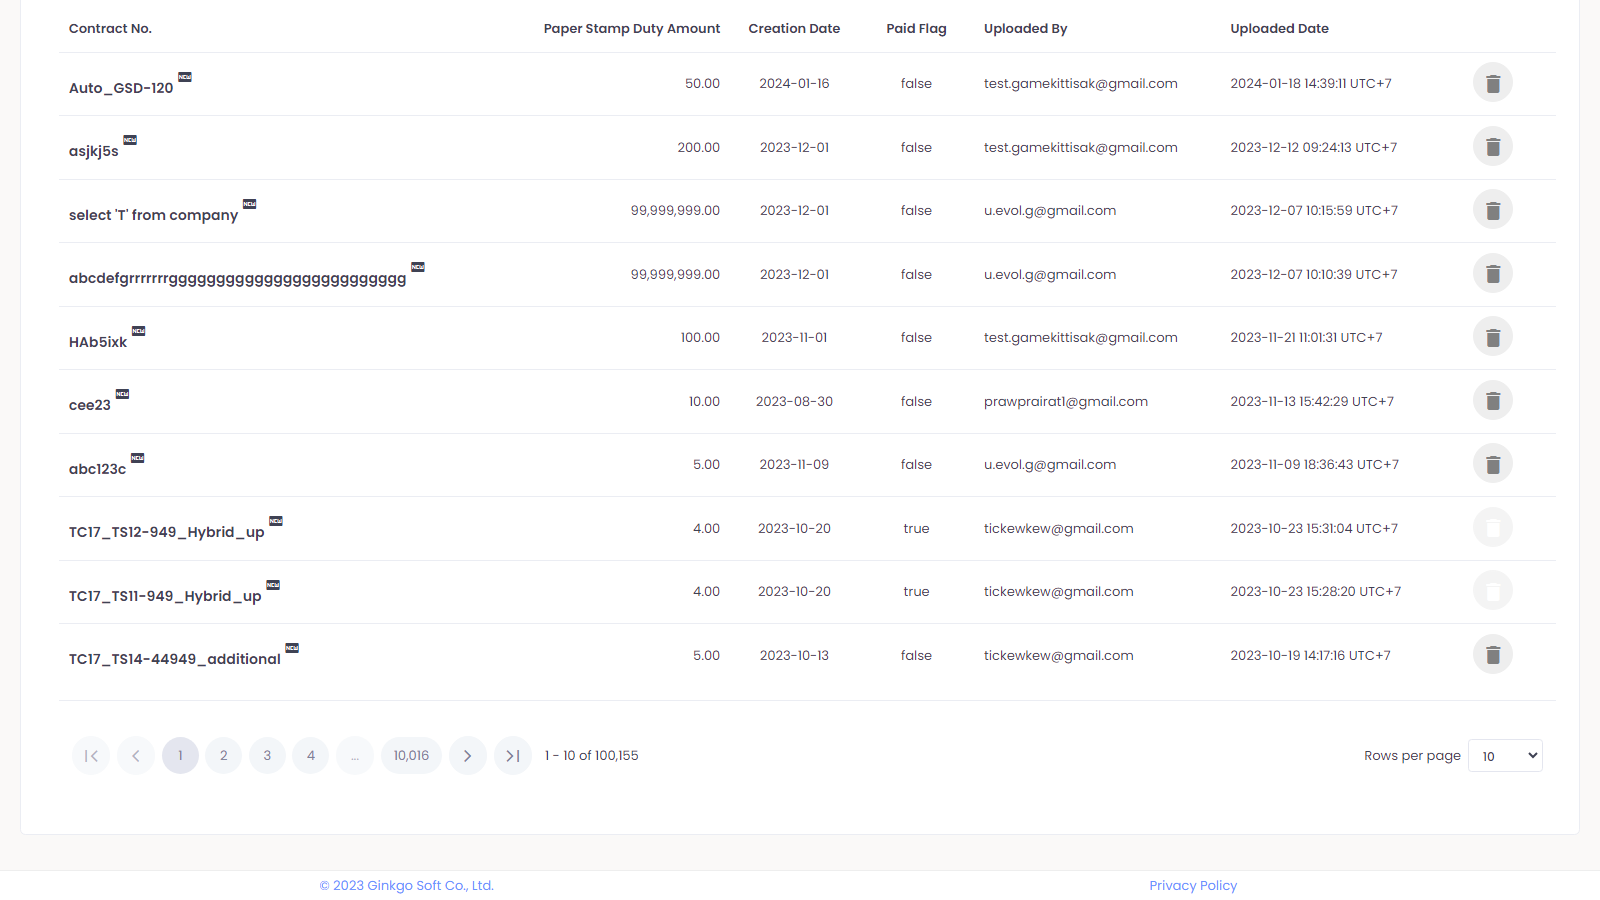 Contract No. Paper Stamp Duty Amount Creation Date Paid Flag Uploaded By Uploaded Date
Auto_GSD-120 NEW 50.00 2024-01-16 false test.gamekittisak@gmail.com 2024-01-18 14:39:11 UTC+7
asjkj5s NEW 200.00 2023-12-01 false test.gamekittisak@gmail.com 2023-12-12 09:24:13 UTC+7
select 'T' from company NEW 99,999,999.00 2023-12-01 false u.evol.g@gmail.com 2023-12-07 10:15:59 UTC+7
abcdefgrrrrrrrggggggggggggggggggggggggg NEW 99,999,999.00 2023-12-01 false u.evol.g@gmail.com 2023-12-07 10:10:39 UTC+7
HAb5ixk NEW 100.00 2023-11-01 false test.gamekittisak@gmail.com 2023-11-21 11:01:31 UTC+7
cee23 NEW 10.00 2023-08-30 false prawprairat1@gmail.com 2023-11-13 15:42:29 UTC+7
abc123c NEW 5.00 2023-11-09 false u.evol.g@gmail.com 2023-11-09 18:36:43 UTC+7
TC17_TS12-949_Hybrid_up NEW 4.00 2023-10-20 true tickewkew@gmail.com 2023-10-23 15:31:04 UTC+7
TC17_TS11-949_Hybrid_up NEW 4.00 2023-10-20 true tickewkew@gmail.com 2023-10-23 15:28:20 UTC+7
TC17_TS14-44949_additional NEW 5.00 2023-10-13 false tickewkew@gmail.com 2023-10-19 14:17:16 UTC+7
1 2 3 4 ... 10,016 1 - 10 of 100,155 Rows per page 10
© 2023 Ginkgo Soft Co., Ltd. Privacy Policy